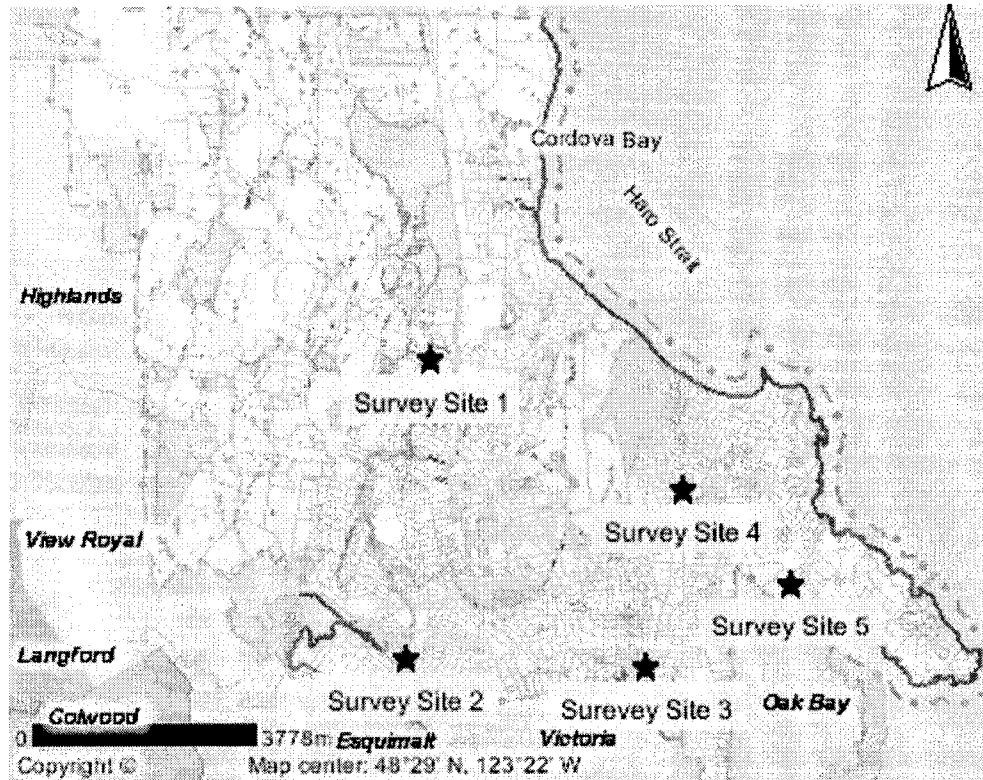 Cordova Bay
Haro Strait
Highlands
Survey Site 1
View Royal
Survey Site 4
Survey Site 5
Langford
Survey Site 2
Surevey Site 3
Oak Bay
Colwood
0 3778m Esquimalt Victoria
Copyright © Map center: 48°29' N, 123°22' W